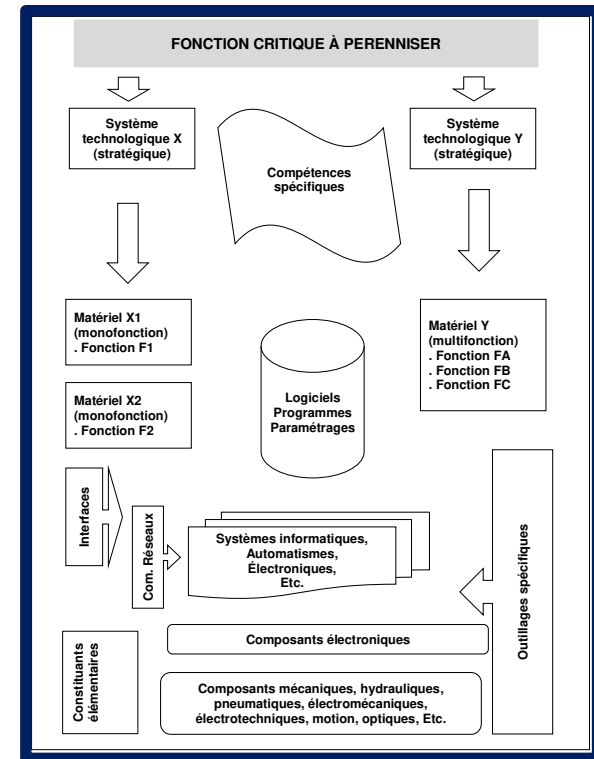 FONCTION CRITIQUE À PERENNISER
Système
technologique X
(stratégique)
Système
technologique Y
(stratégique)
Compétences
spécifiques
Matériel X1
(monofonction)
. Fonction F1
Matériel Y
(multifonction)
. Fonction FA
. Fonction FB
. Fonction FC
Matériel X2
(monofonction)
. Fonction F2
Logiciels
Programmes
Paramétrages
Interfaces
Com. Réseaux
Systèmes informatiques,
Automatismes,
Électroniques,
Etc.
Outillages spécifiques
Composants électroniques
Constituants
élémentaires
Composants mécaniques, hydrauliques,
pneumatiques, électromécaniques,
électrotechniques, motion, optiques, Etc.